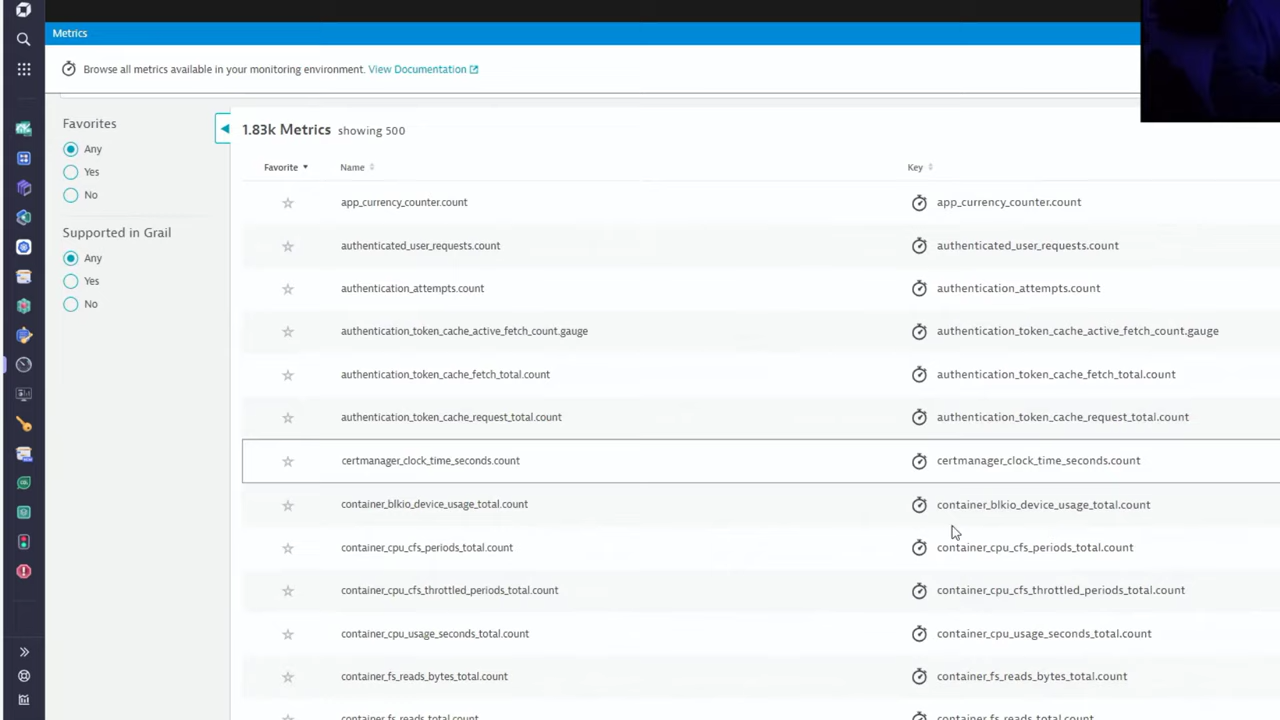 Metrics
Browse all metrics available in your monitoring environment. View Documentation
Favorites
Any
Yes
No
Supported in Grail
Any
Yes
No
1.83k Metrics showing 500
Favorite Name Key
app_currency_counter.count app_currency_counter.count
authenticated_user_requests.count authenticated_user_requests.count
authentication_attempts.count authentication_attempts.count
authentication_token_cache_active_fetch_count.gauge authentication_token_cache_active_fetch_count.gauge
authentication_token_cache_fetch_total.count authentication_token_cache_fetch_total.count
authentication_token_cache_request_total.count authentication_token_cache_request_total.count
certmanager_clock_time_seconds.count certmanager_clock_time_seconds.count
container_blkio_device_usage_total.count container_blkio_device_usage_total.count
container_cpu_cfs_periods_total.count container_cpu_cfs_periods_total.count
container_cpu_cfs_throttled_periods_total.count container_cpu_cfs_throttled_periods_total.count
container_cpu_usage_seconds_total.count container_cpu_usage_seconds_total.count
container_fs_reads_bytes_total.count container_fs_reads_bytes_total.count
container_fs_reads_total.count container_fs_reads_total.count